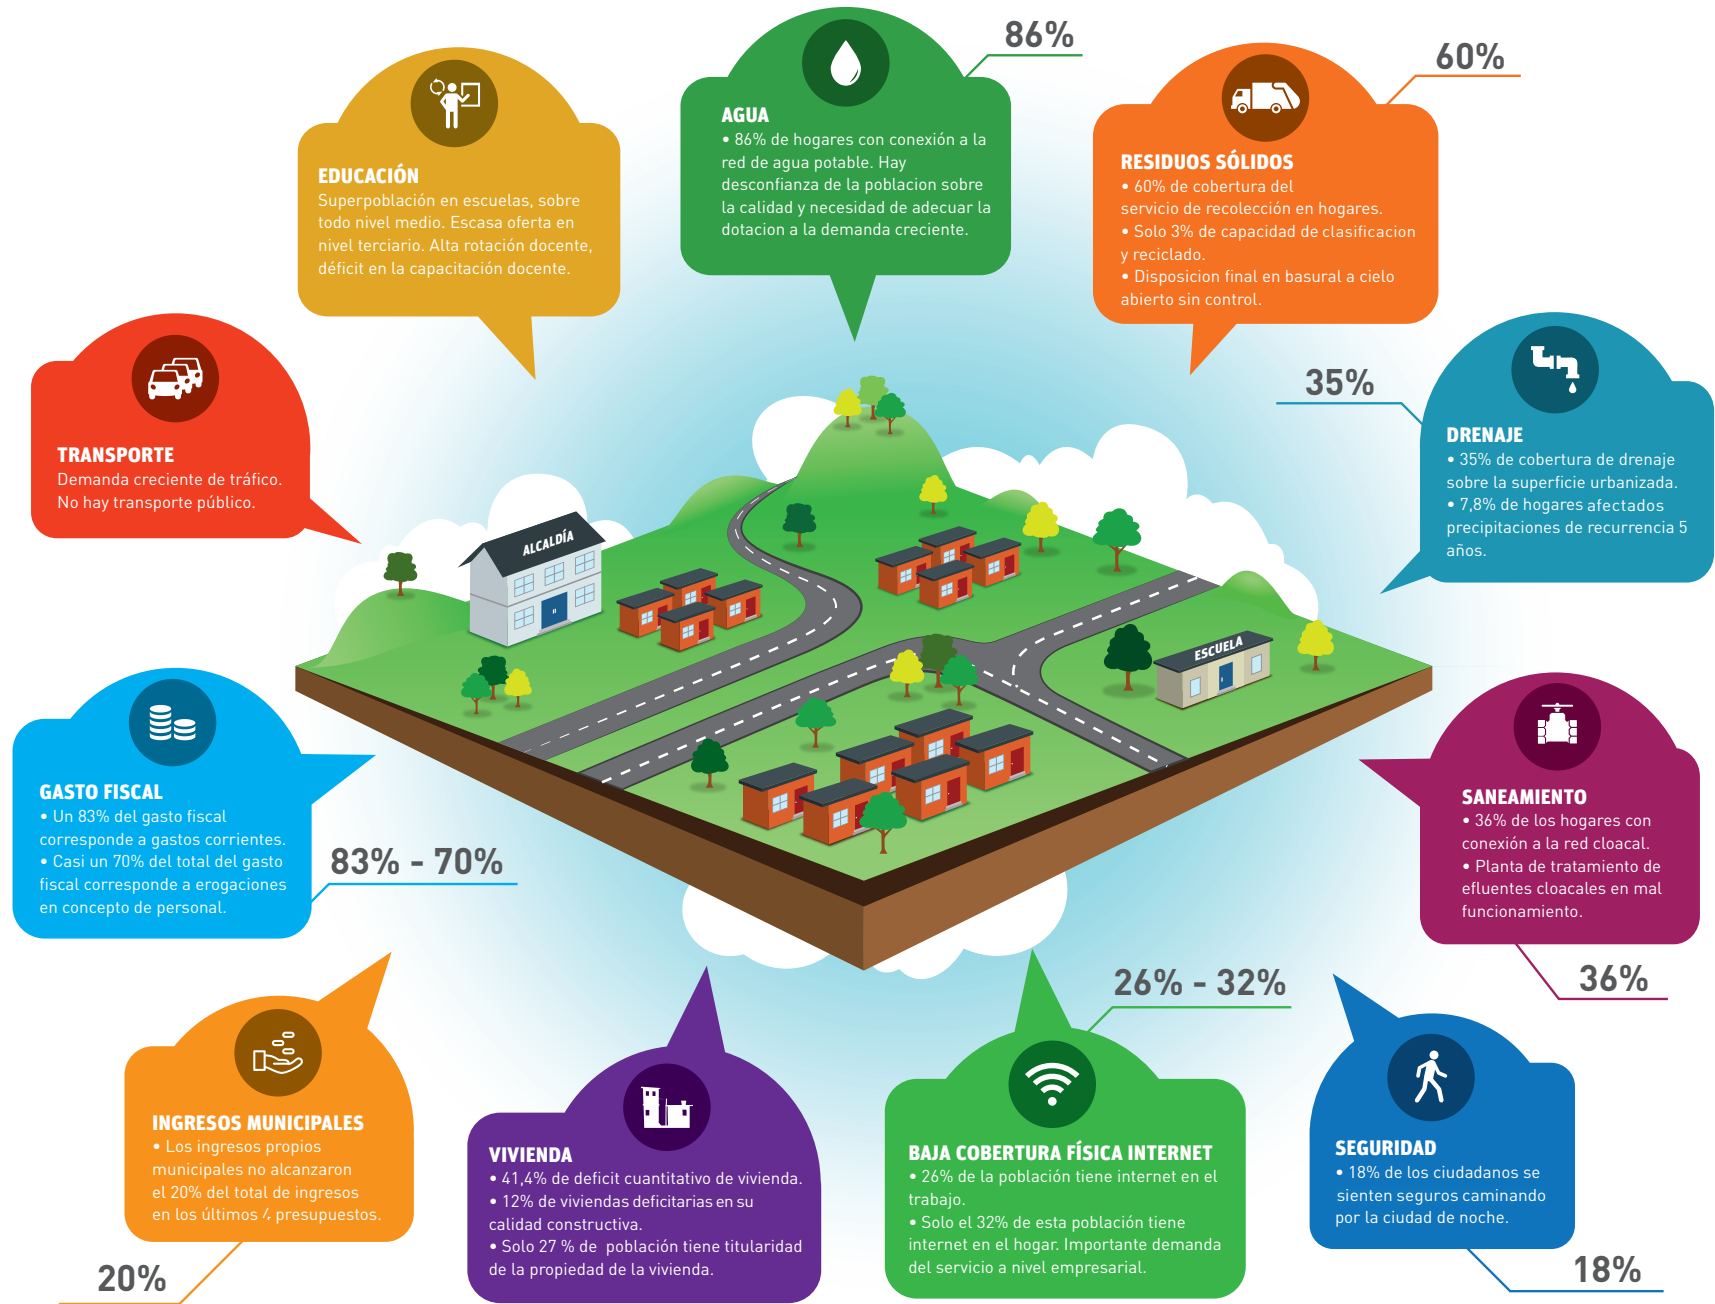 86%
60%
AGUA
• 86% de hogares con conexión a la
red de agua potable. Hay
desconfianza de la poblacion sobre
la calidad y necesidad de adecuar la
dotacion a la demanda creciente.
EDUCACIÓN
Superpoblación en escuelas, sobre
todo nivel medio. Escasa oferta en
nivel terciario. Alta rotación docente,
déficit en la capacitación docente.
RESIDUOS SÓLIDOS
• 60% de cobertura del
servicio de recolección en hogares.
• Solo 3% de capacidad de clasificacion
y reciclado.
• Disposicion final en basural a cielo
abierto sin control.
35%
TRANSPORTE
Demanda creciente de tráfico.
No hay transporte público.
DRENAJE
• 35% de cobertura de drenaje
sobre la superficie urbanizada.
• 7,8% de hogares afectados
precipitaciones de recurrencia 5
años.
ALCALDÍA
ESCUELA
GASTO FISCAL
• Un 83% del gasto fiscal
corresponde a gastos corrientes.
• Casi un 70% del total del gasto
fiscal corresponde a erogaciones
en concepto de personal.
83% - 70%
SANEAMIENTO
• 36% de los hogares con
conexión a la red cloacal.
• Planta de tratamiento de
efluentes cloacales en mal
funcionamiento.
36%
26% - 32%
INGRESOS MUNICIPALES
• Los ingresos propios
municipales no alcanzaron
el 20% del total de ingresos
en los últimos 4 presupuestos.
20%
VIVIENDA
• 41,4% de deficit cuantitativo de vivienda.
• 12% de viviendas deficitarias en su
calidad constructiva.
• Solo 27 % de población tiene titularidad
de la propiedad de la vivienda.
BAJA COBERTURA FÍSICA INTERNET
• 26% de la población tiene internet en el
trabajo.
• Solo el 32% de esta población tiene
internet en el hogar. Importante demanda
del servicio a nivel empresarial.
SEGURIDAD
• 18% de los ciudadanos se
sienten seguros caminando
por la ciudad de noche.
18%